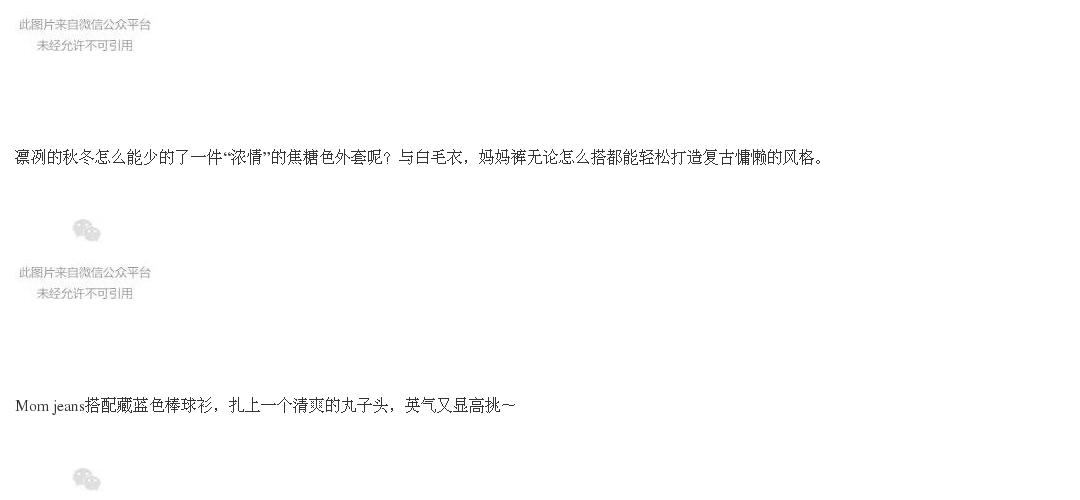 此图片来自微信公众平台
未经允许不可引用
凛冽的秋冬怎么能少的了一件“浓情”的焦糖色外套呢？与白毛衣，妈妈裤无论怎么搭都能轻松打造复古慵懒的风格。
此图片来自微信公众平台
未经允许不可引用
Mom jeans搭配藏蓝色棒球衫，扎上一个清爽的丸子头，英气又显高挑～